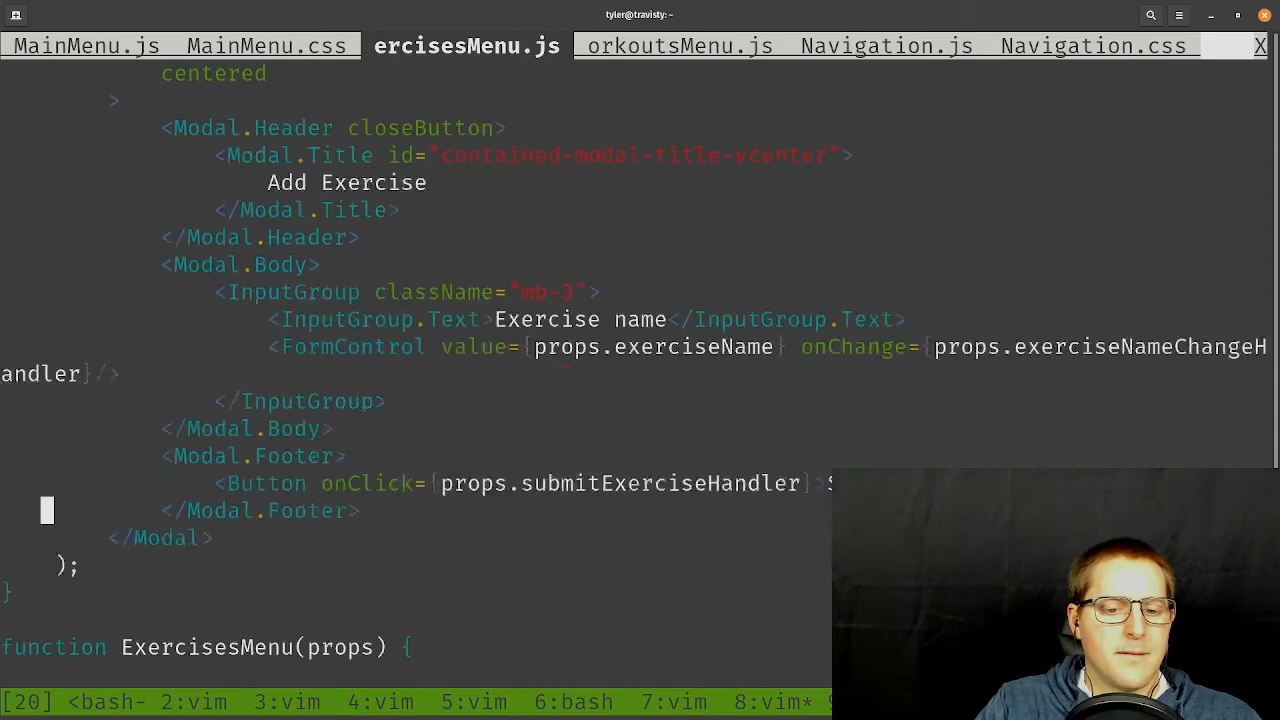 tyler@travisty:~
MainMenu.js MainMenu.css ercisesMenu.js orkoutsMenu.js Navigation.js Navigation.css X
centered
>
<Modal.Header closeButton>
<Modal.Title id="contained-modal-title-vcenter">
Add Exercise
</Modal.Title>
</Modal.Header>
<Modal.Body>
<InputGroup className="mb-3">
<InputGroup.Text>Exercise name</InputGroup.Text>
<FormControl value={props.exerciseName} onChange={props.exerciseNameChangeH
andler}/>
</InputGroup>
</Modal.Body>
<Modal.Footer>
<Button onClick={props.submitExerciseHandler}>
</Modal.Footer>
</Modal>
);
}
function ExercisesMenu(props) {
[20] <bash- 2:vim 3:vim 4:vim 5:vim 6:bash 7:vim 8:vim*